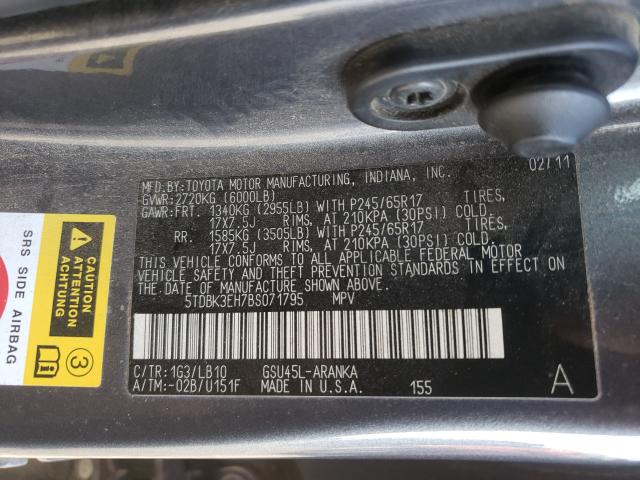 02/11
MFD.BY:TOYOTA MOTOR MANUFACTURING, INDIANA, INC.
GVWR:2720KG (6000LB)
GAWR:FRT. 1340KG (2955LB) WITH P245/65R17 TIRES,
17X7.5J RIMS, AT 210KPA (30PSI) COLD.
RR. 1585KG (3505LB) WITH P245/65R17 TIRES,
17X7.5J RIMS, AT 210KPA (30PSI) COLD.
THIS VEHICLE CONFORMS TO ALL APPLICABLE FEDERAL MOTOR
VEHICLE SAFETY AND THEFT PREVENTION STANDARDS IN EFFECT ON
THE DATE OF MANUFACTURE SHOWN ABOVE.
5TDBK3EH7BS071795 MPV
C/TR:1G3/LB10 GSU45L-ARANKA
A/TM:-02B/U151F MADE IN U.S.A. 155 A
SRS SIDE AIRBAG
CAUTION
ATTENTION
3